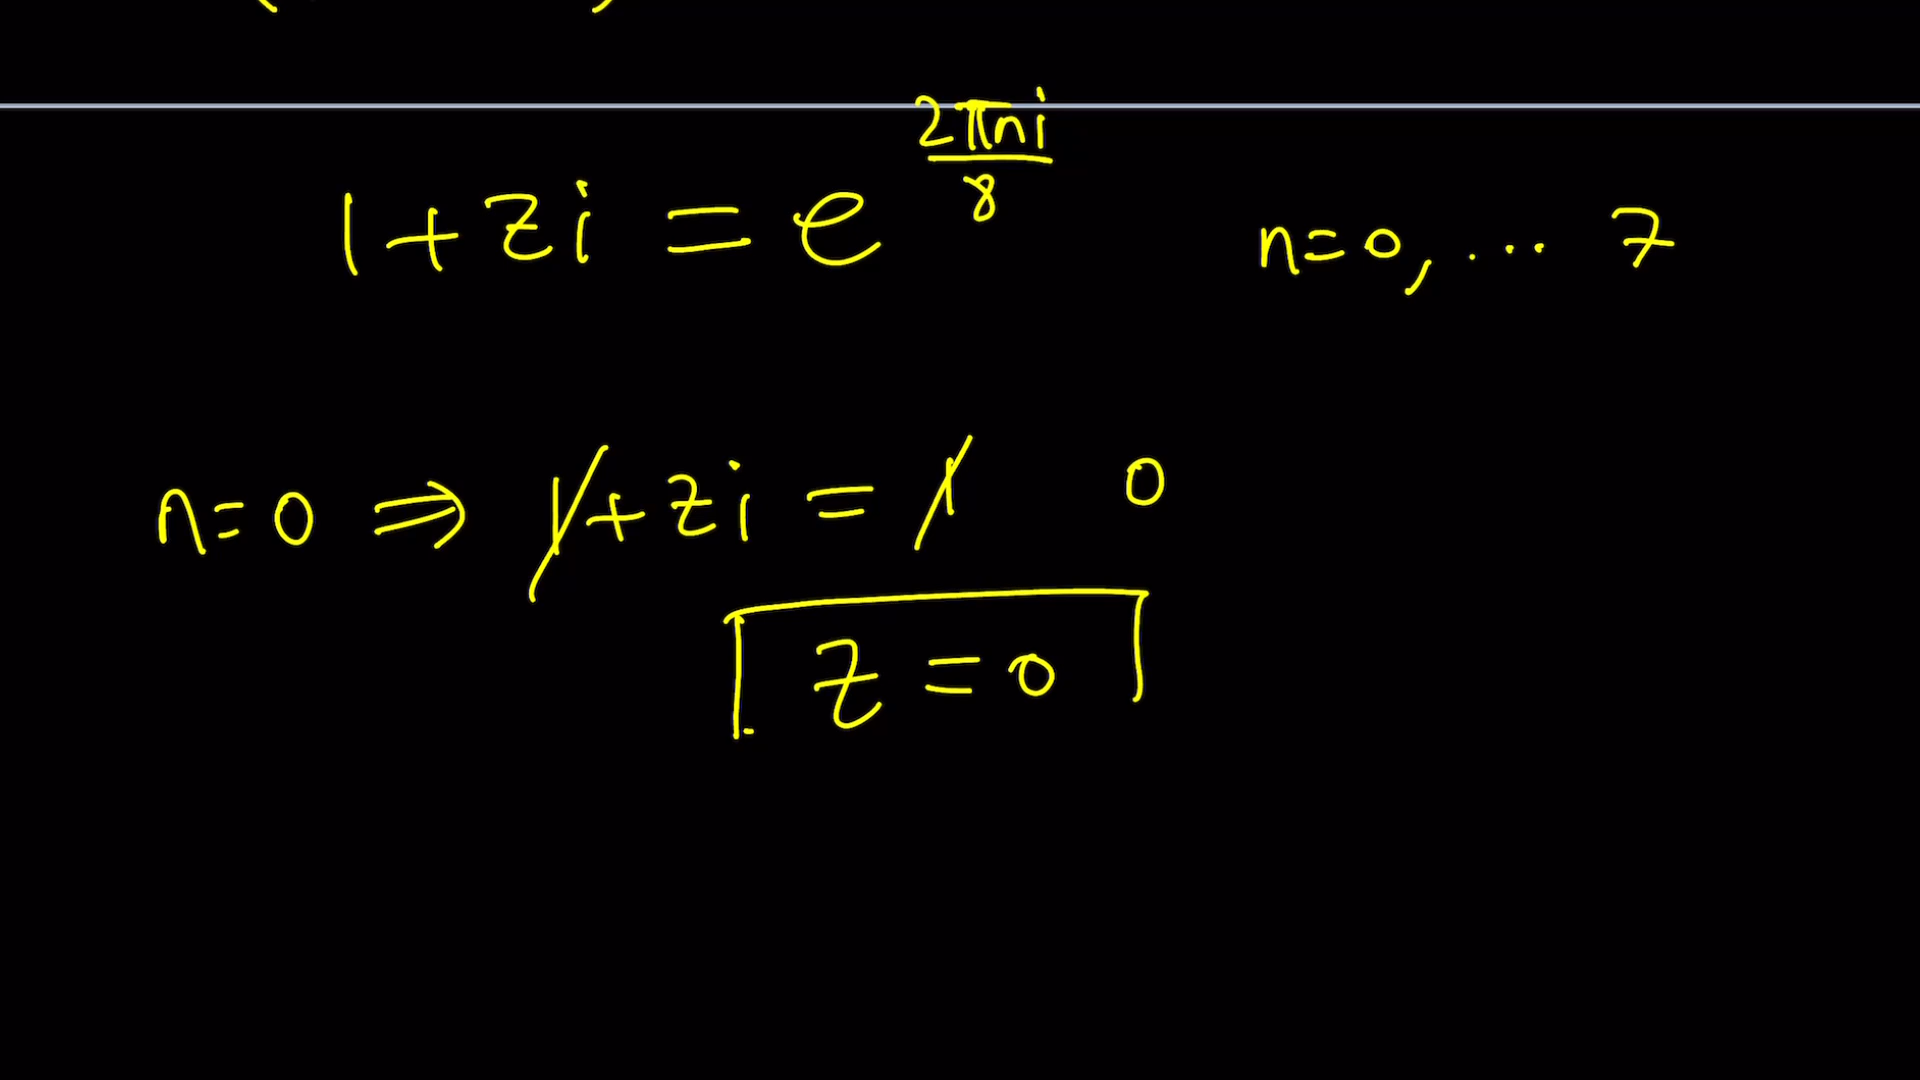 1+zi = e^(2πni/8) n=0, ... 7
n=0 ⇒ 1+zi = 1 0
z = 0